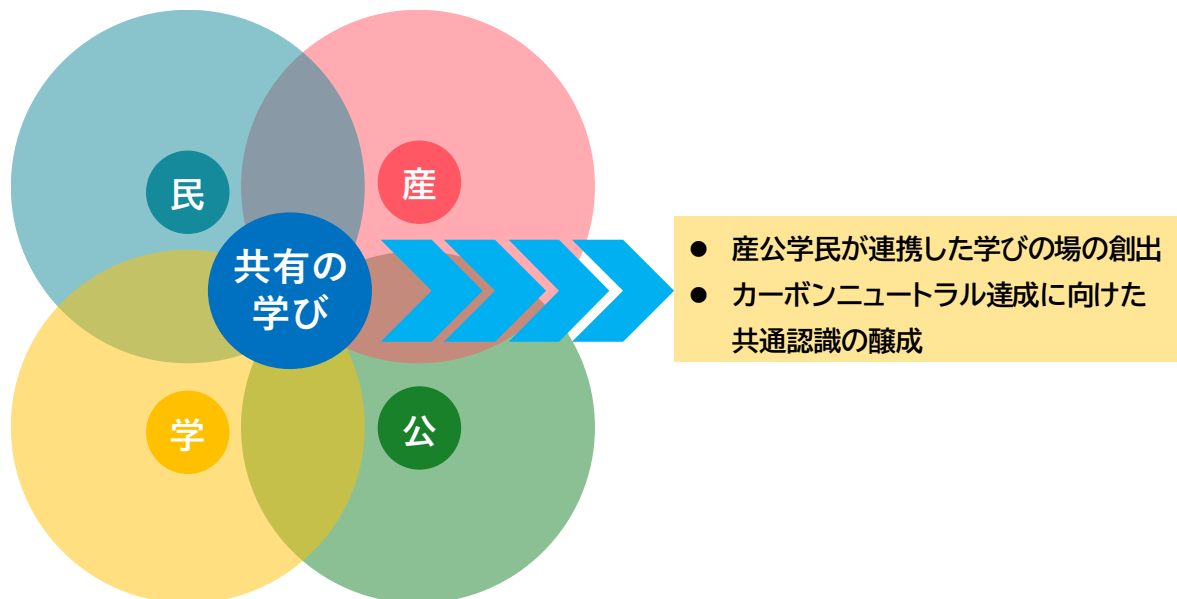 民
産
共有の
学び
学
公
● 産公学民が連携した学びの場の創出
● カーボンニュートラル達成に向けた
共通認識の醸成